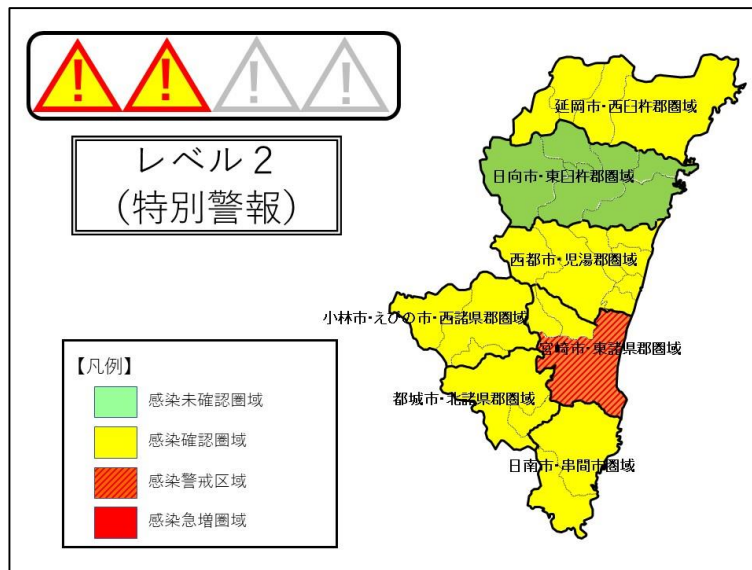 レベル２
（特別警報）
延岡市・西臼杵郡圏域
日向市・東臼杵郡圏域
西都市・児湯郡圏域
小林市・えびの市・西諸県郡圏域
宮崎市・東諸県郡圏域
都城市・北諸県郡圏域
日南市・串間市圏域
【凡例】
感染未確認圏域
感染確認圏域
感染警戒区域
感染急増圏域